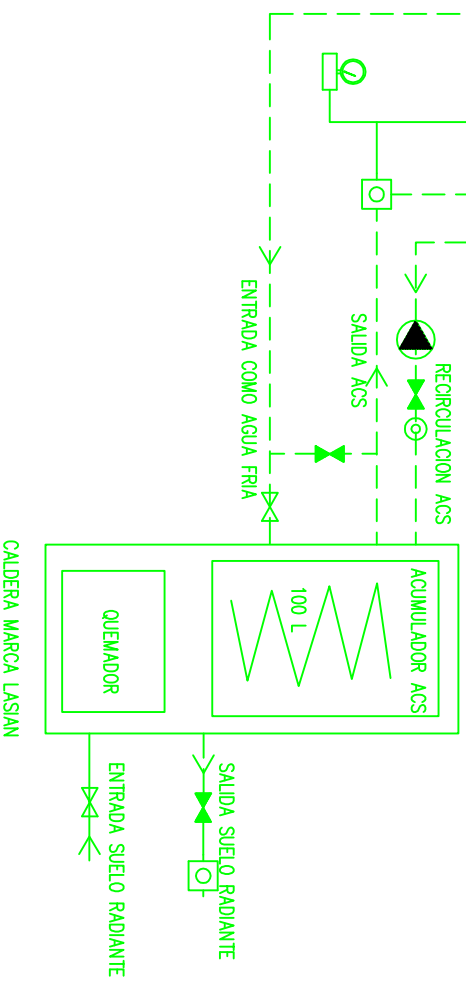 RECIRCULACION ACS
SALIDA ACS
ENTRADA COMO AGUA FRIA
ACUMULADOR ACS
100 L
QUEMADOR
CALDERA MARCA LASIAN
SALIDA SUELO RADIANTE
ENTRADA SUELO RADIANTE